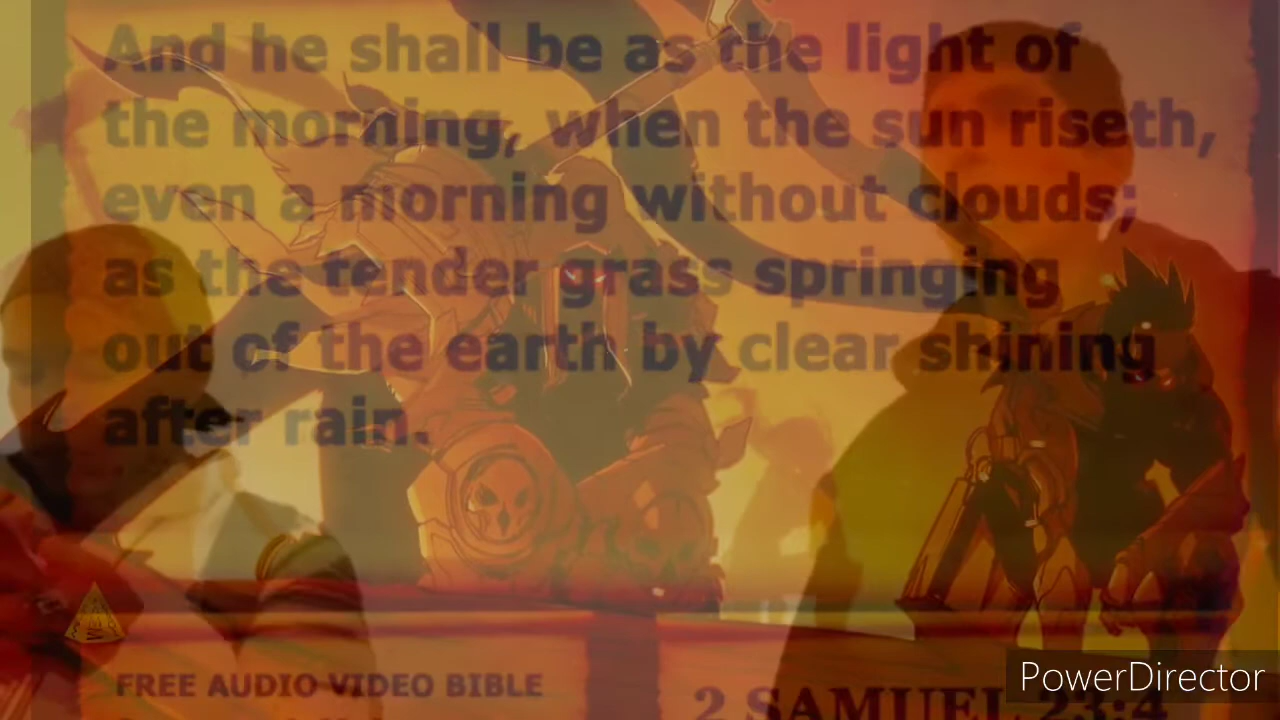 And he shall be as the light of
the morning, when the sun riseth,
even a morning without clouds;
as the tender grass springing
out of the earth by clear shining
after rain.
FREE AUDIO VIDEO BIBLE
2 SAMUEL 23:4
PowerDirector